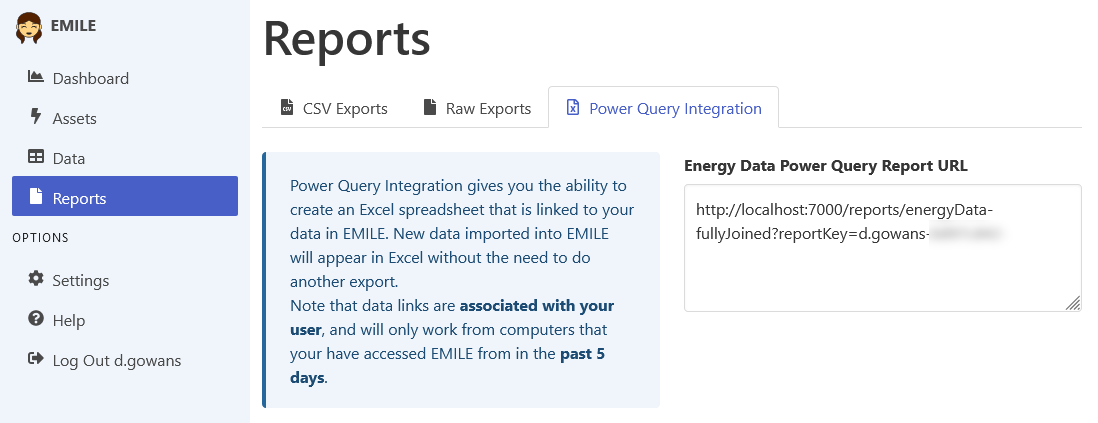 EMILE
Dashboard
Assets
Data
Reports
OPTIONS
Settings
Help
Log Out d.gowans
Reports
CSV Exports
Raw Exports
Power Query Integration
Power Query Integration gives you the ability to
create an Excel spreadsheet that is linked to your
data in EMILE. New data imported into EMILE
will appear in Excel without the need to do
another export.
Note that data links are associated with your
user, and will only work from computers that
your have accessed EMILE from in the past 5
days.
Energy Data Power Query Report URL
http://localhost:7000/reports/energyData-
fullyJoined?reportKey=d.gowans-